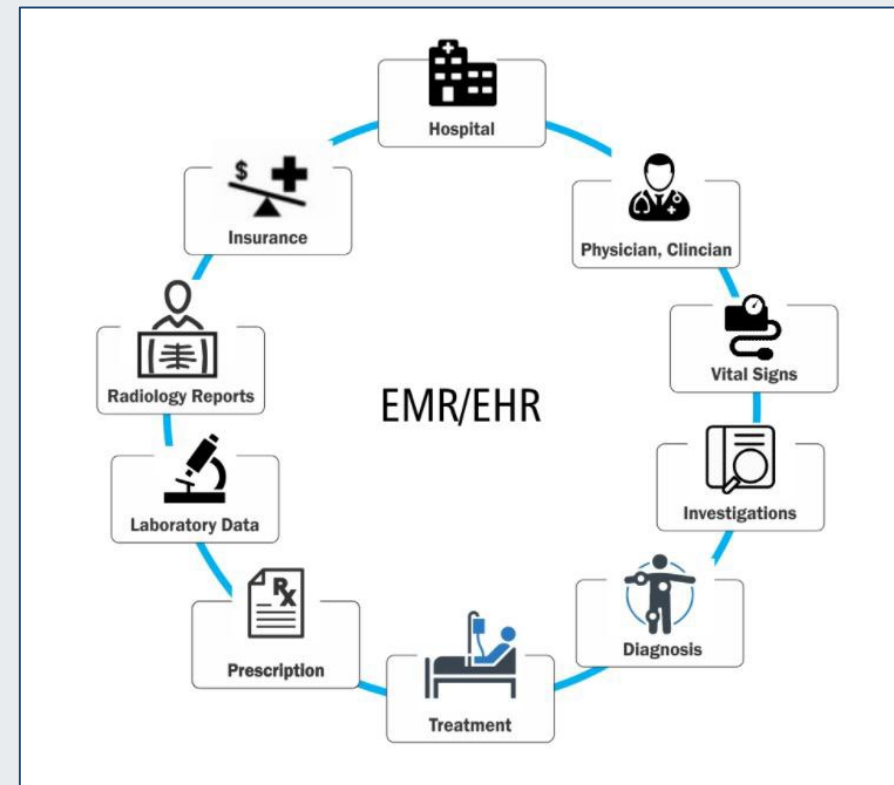 Hospital
$
Insurance
Physician, Clincian
Radiology Reports
Vital Signs
EMR/EHR
Laboratory Data
Investigations
Rx
Prescription
Diagnosis
Treatment